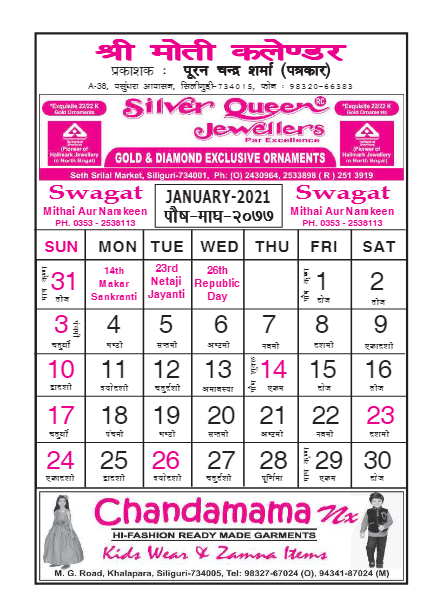 श्री मोती कलेण्डर
प्रकाशक : पूरन चन्द्र शर्मा (पत्रकार)
A-38, वसुंधरा आवासन, सिलीगुड़ी-734015, फोन : 98320-66383
*Exquisite 22/22 K
Gold Ornaments
Silver Queen
Jewellers
Par Excellence
*Exquisite 22/22 K
Gold Ornaments
(Pioneer of
Hallmark Jewellery
in North Bengal)
GOLD & DIAMOND EXCLUSIVE ORNAMENTS
(Pioneer of
Hallmark Jewellery
in North Bengal)
Seth Srilal Market, Siliguri-734001, Ph: (O) 2430964, 2533898 ( R ) 251 3919
Swagat
Mithai Aur Namkeen
PH. 0353 - 2538113
JANUARY-2021
पौष-माघ-२०७७
Swagat
Mithai Aur Namkeen
PH. 0353 - 2538113
SUN MON TUE WED THU FRI SAT
31 14th Makar Sankranti 23rd Netaji Jayanti 26th Republic Day 1 2
दोज दोज दोज
3 4 5 6 7 8 9
चतुर्थी षष्ठी सप्तमी अष्टमी नवमी दशमी एकादशी
10 11 12 13 14 15 16
द्वादशी त्रयोदशी चतुर्दशी अमावस्या एकम दोज दोज
17 18 19 20 21 22 23
चतुर्थी पंचमी षष्ठी सप्तमी अष्टमी नवमी दशमी
24 25 26 27 28 29 30
एकादशी द्वादशी त्रयोदशी चतुर्दशी पूर्णिमा एकम दोज
Chandamama Nx
HI-FASHION READY MADE GARMENTS
Kids Wear & Zamna Items
M. G. Road, Khalapara, Siliguri-734005, Tel: 98327-67024 (O), 94341-87024 (M)